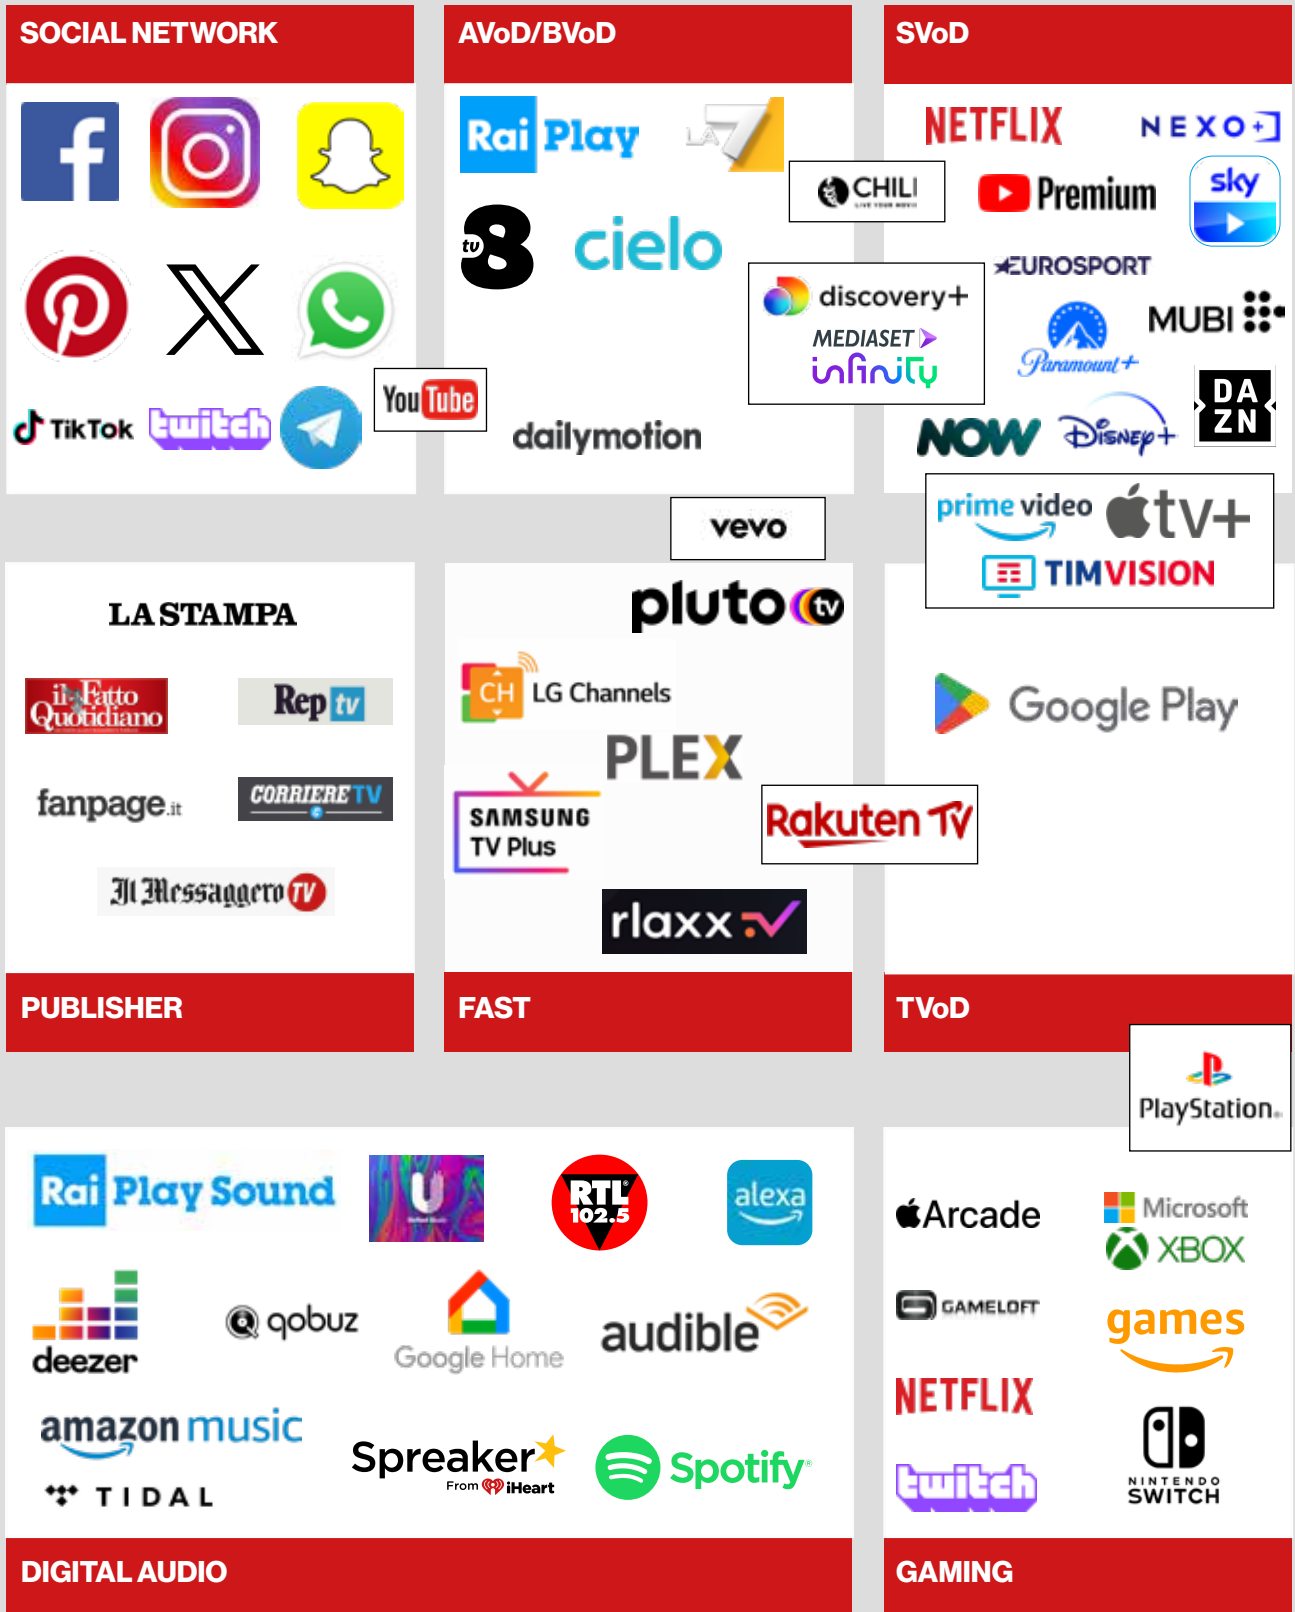 SOCIAL NETWORK
TikTok
twitch
YouTube
AVoD/BVoD
Rai Play
LA7
tv8
cielo
dailymotion
CHILI
discovery+
MEDIASET
infinity
vevo
SVoD
NETFLIX
NEXO+
Premium
sky
EUROSPORT
MUBI
Paramount+
DAZN
NOW
Disney+
prime video
tv+
TIMVISION
LA STAMPA
il Fatto
Quotidiano
Rep tv
fanpage.it
CORRIERE TV
Il Messaggero TV
PUBLISHER
pluto tv
CH LG Channels
PLEX
SAMSUNG
TV Plus
Rakuten TV
rlaxx TV
FAST
Google Play
TVoD
PlayStation
Rai Play Sound
U
RTL
102.5
alexa
deezer
qobuz
Google Home
audible
amazon music
Spreaker
From iHeart
Spotify
TIDAL
DIGITAL AUDIO
Arcade
Microsoft
XBOX
GAMELOFT
games
NETFLIX
twitch
NINTENDO
SWITCH
GAMING